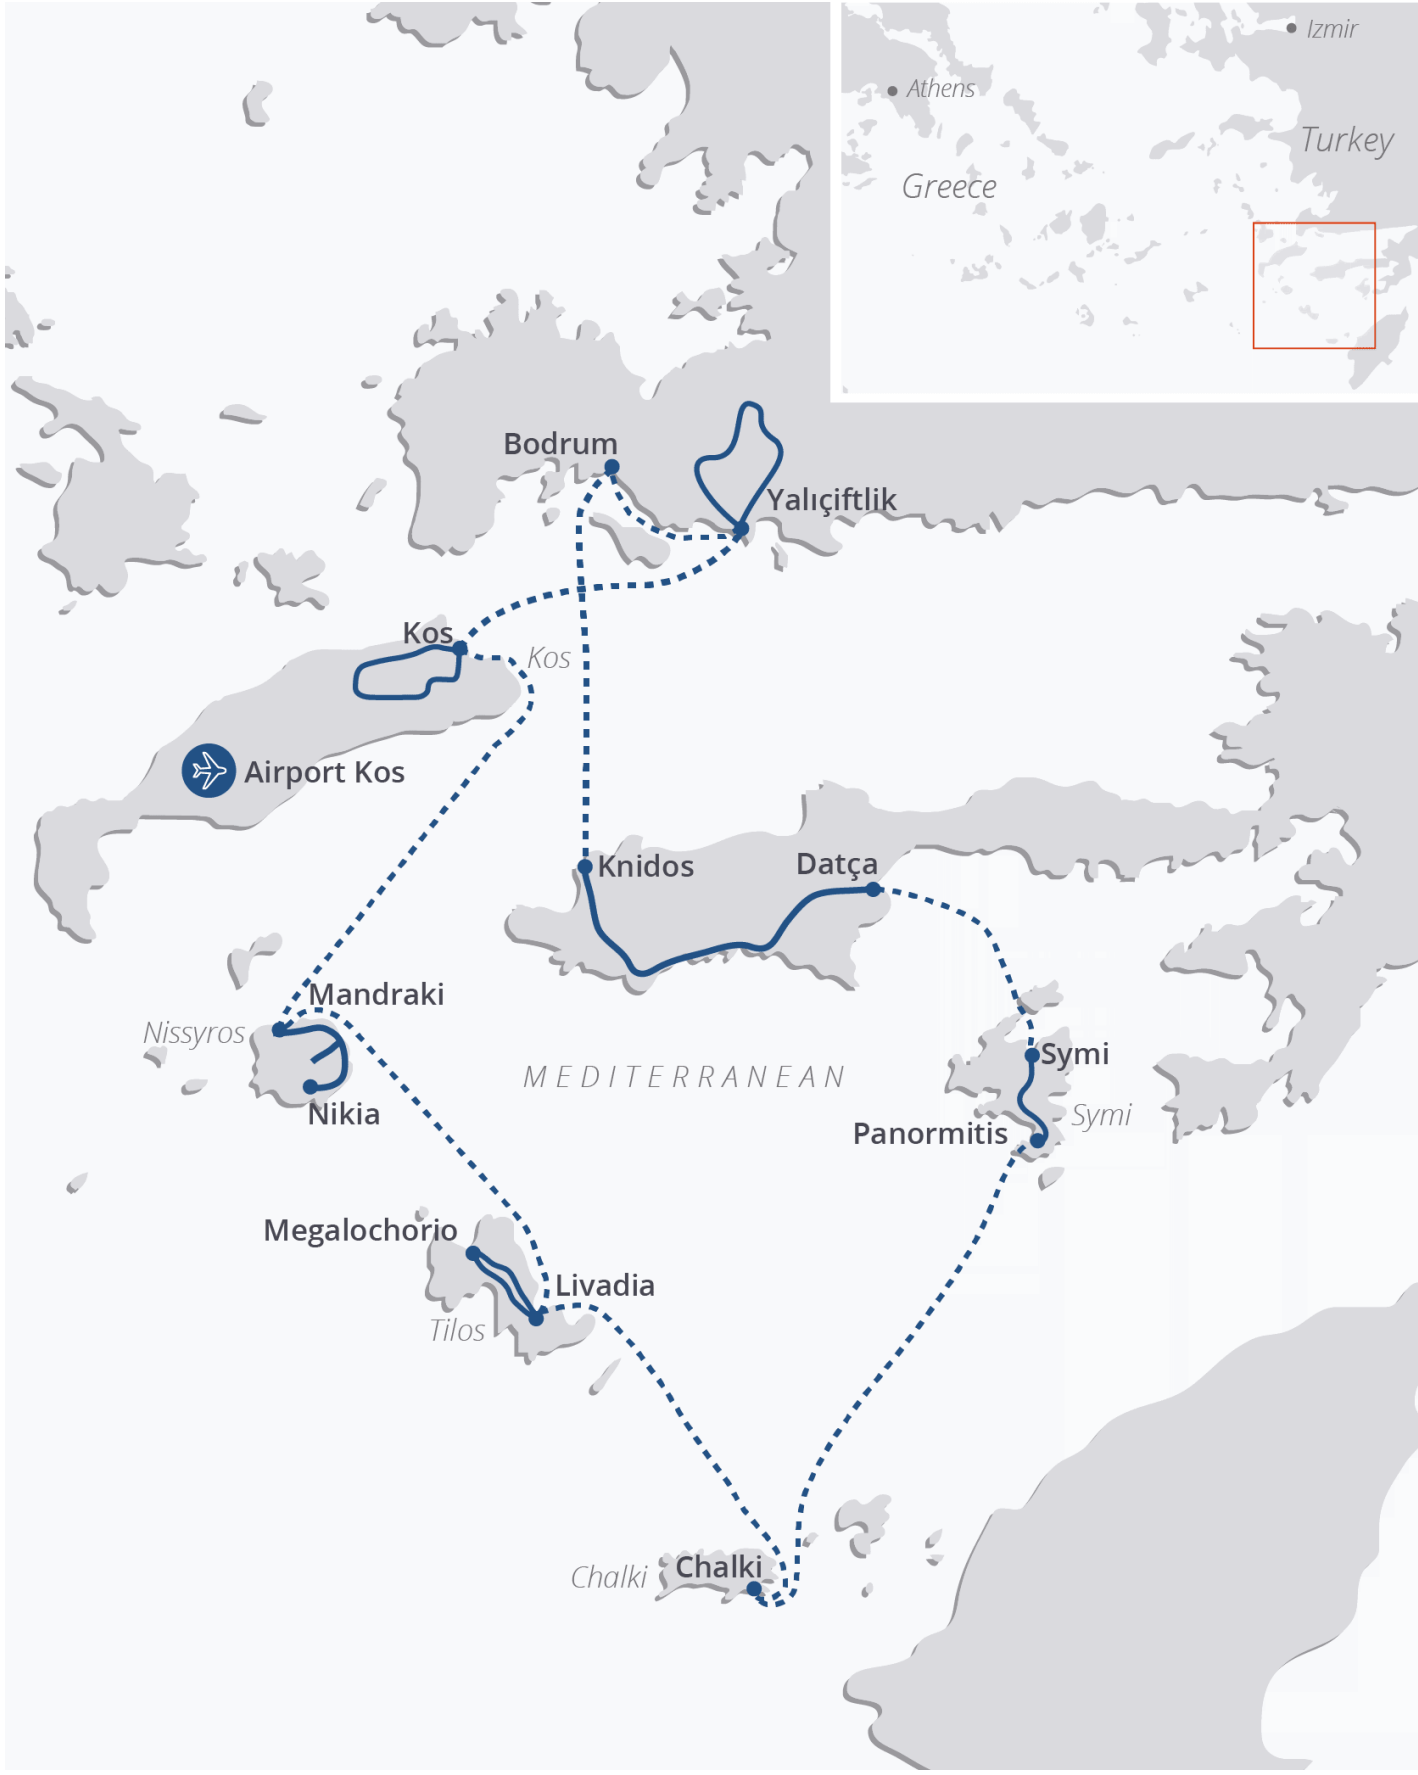 Izmir
Athens
Turkey
Greece
Bodrum
Yalıçiftlik
Kos
Kos
Airport Kos
Knidos
Datça
Mandraki
Nissyros
Nikia
MEDITERRANEAN
Symi
Symi
Panormitis
Megalochorio
Livadia
Tilos
Chalki
Chalki